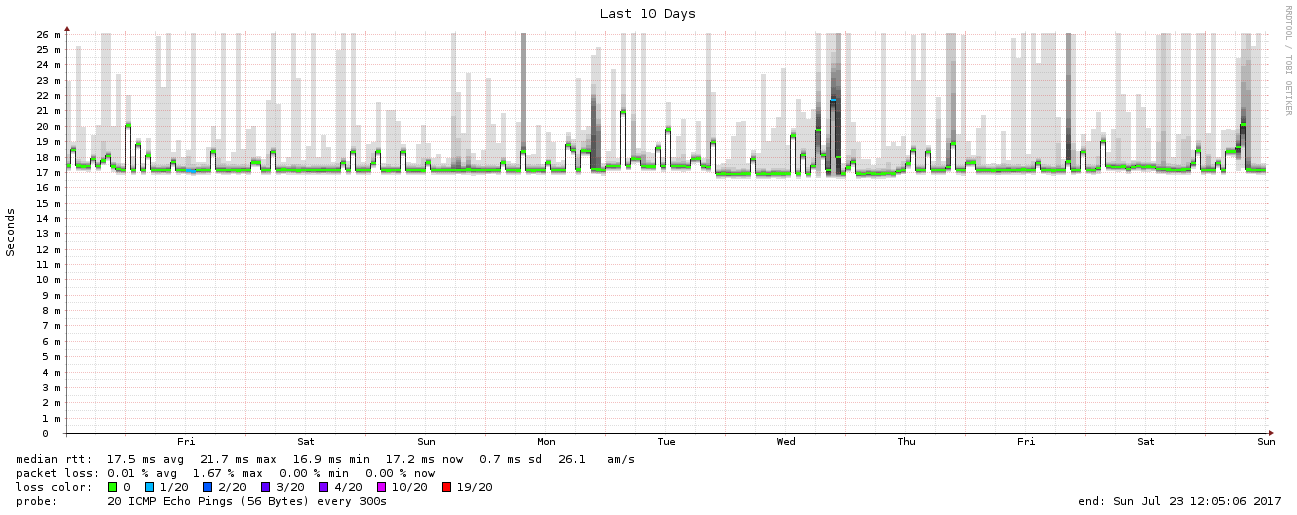 Last 10 Days
RRDTOOL / TOBI OETIKER
Seconds
26 m
25 m
24 m
23 m
22 m
21 m
20 m
19 m
18 m
17 m
16 m
15 m
14 m
13 m
12 m
11 m
10 m
9 m
8 m
7 m
6 m
5 m
4 m
3 m
2 m
1 m
0
Fri Sat Sun Mon Tue Wed Thu Fri Sat Sun
median rtt: 17.5 ms avg 21.7 ms max 16.9 ms min 17.2 ms now 0.7 ms sd 26.1 am/s
packet loss: 0.01 % avg 1.67 % max 0.00 % min 0.00 % now
loss color: 0 1/20 2/20 3/20 4/20 10/20 19/20
probe: 20 ICMP Echo Pings (56 Bytes) every 300s end: Sun Jul 23 12:05:06 2017